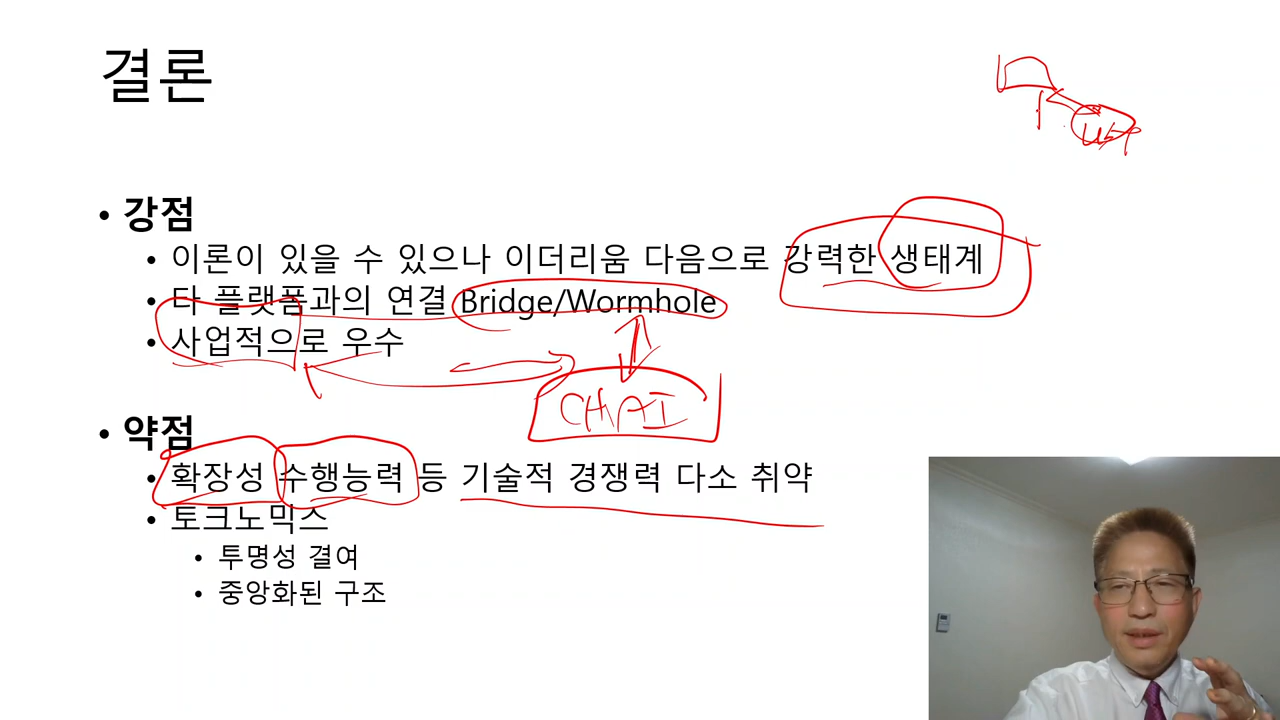 결론
• 강점
• 이론이 있을 수 있으나 이더리움 다음으로 강력한 생태계
• 타 플랫폼과의 연결 Bridge/Wormhole
• 사업적으로 우수
CHAI
• 약점
• 확장성 수행능력 등 기술적 경쟁력 다소 취약
• 토크노믹스
• 투명성 결여
• 중앙화된 구조